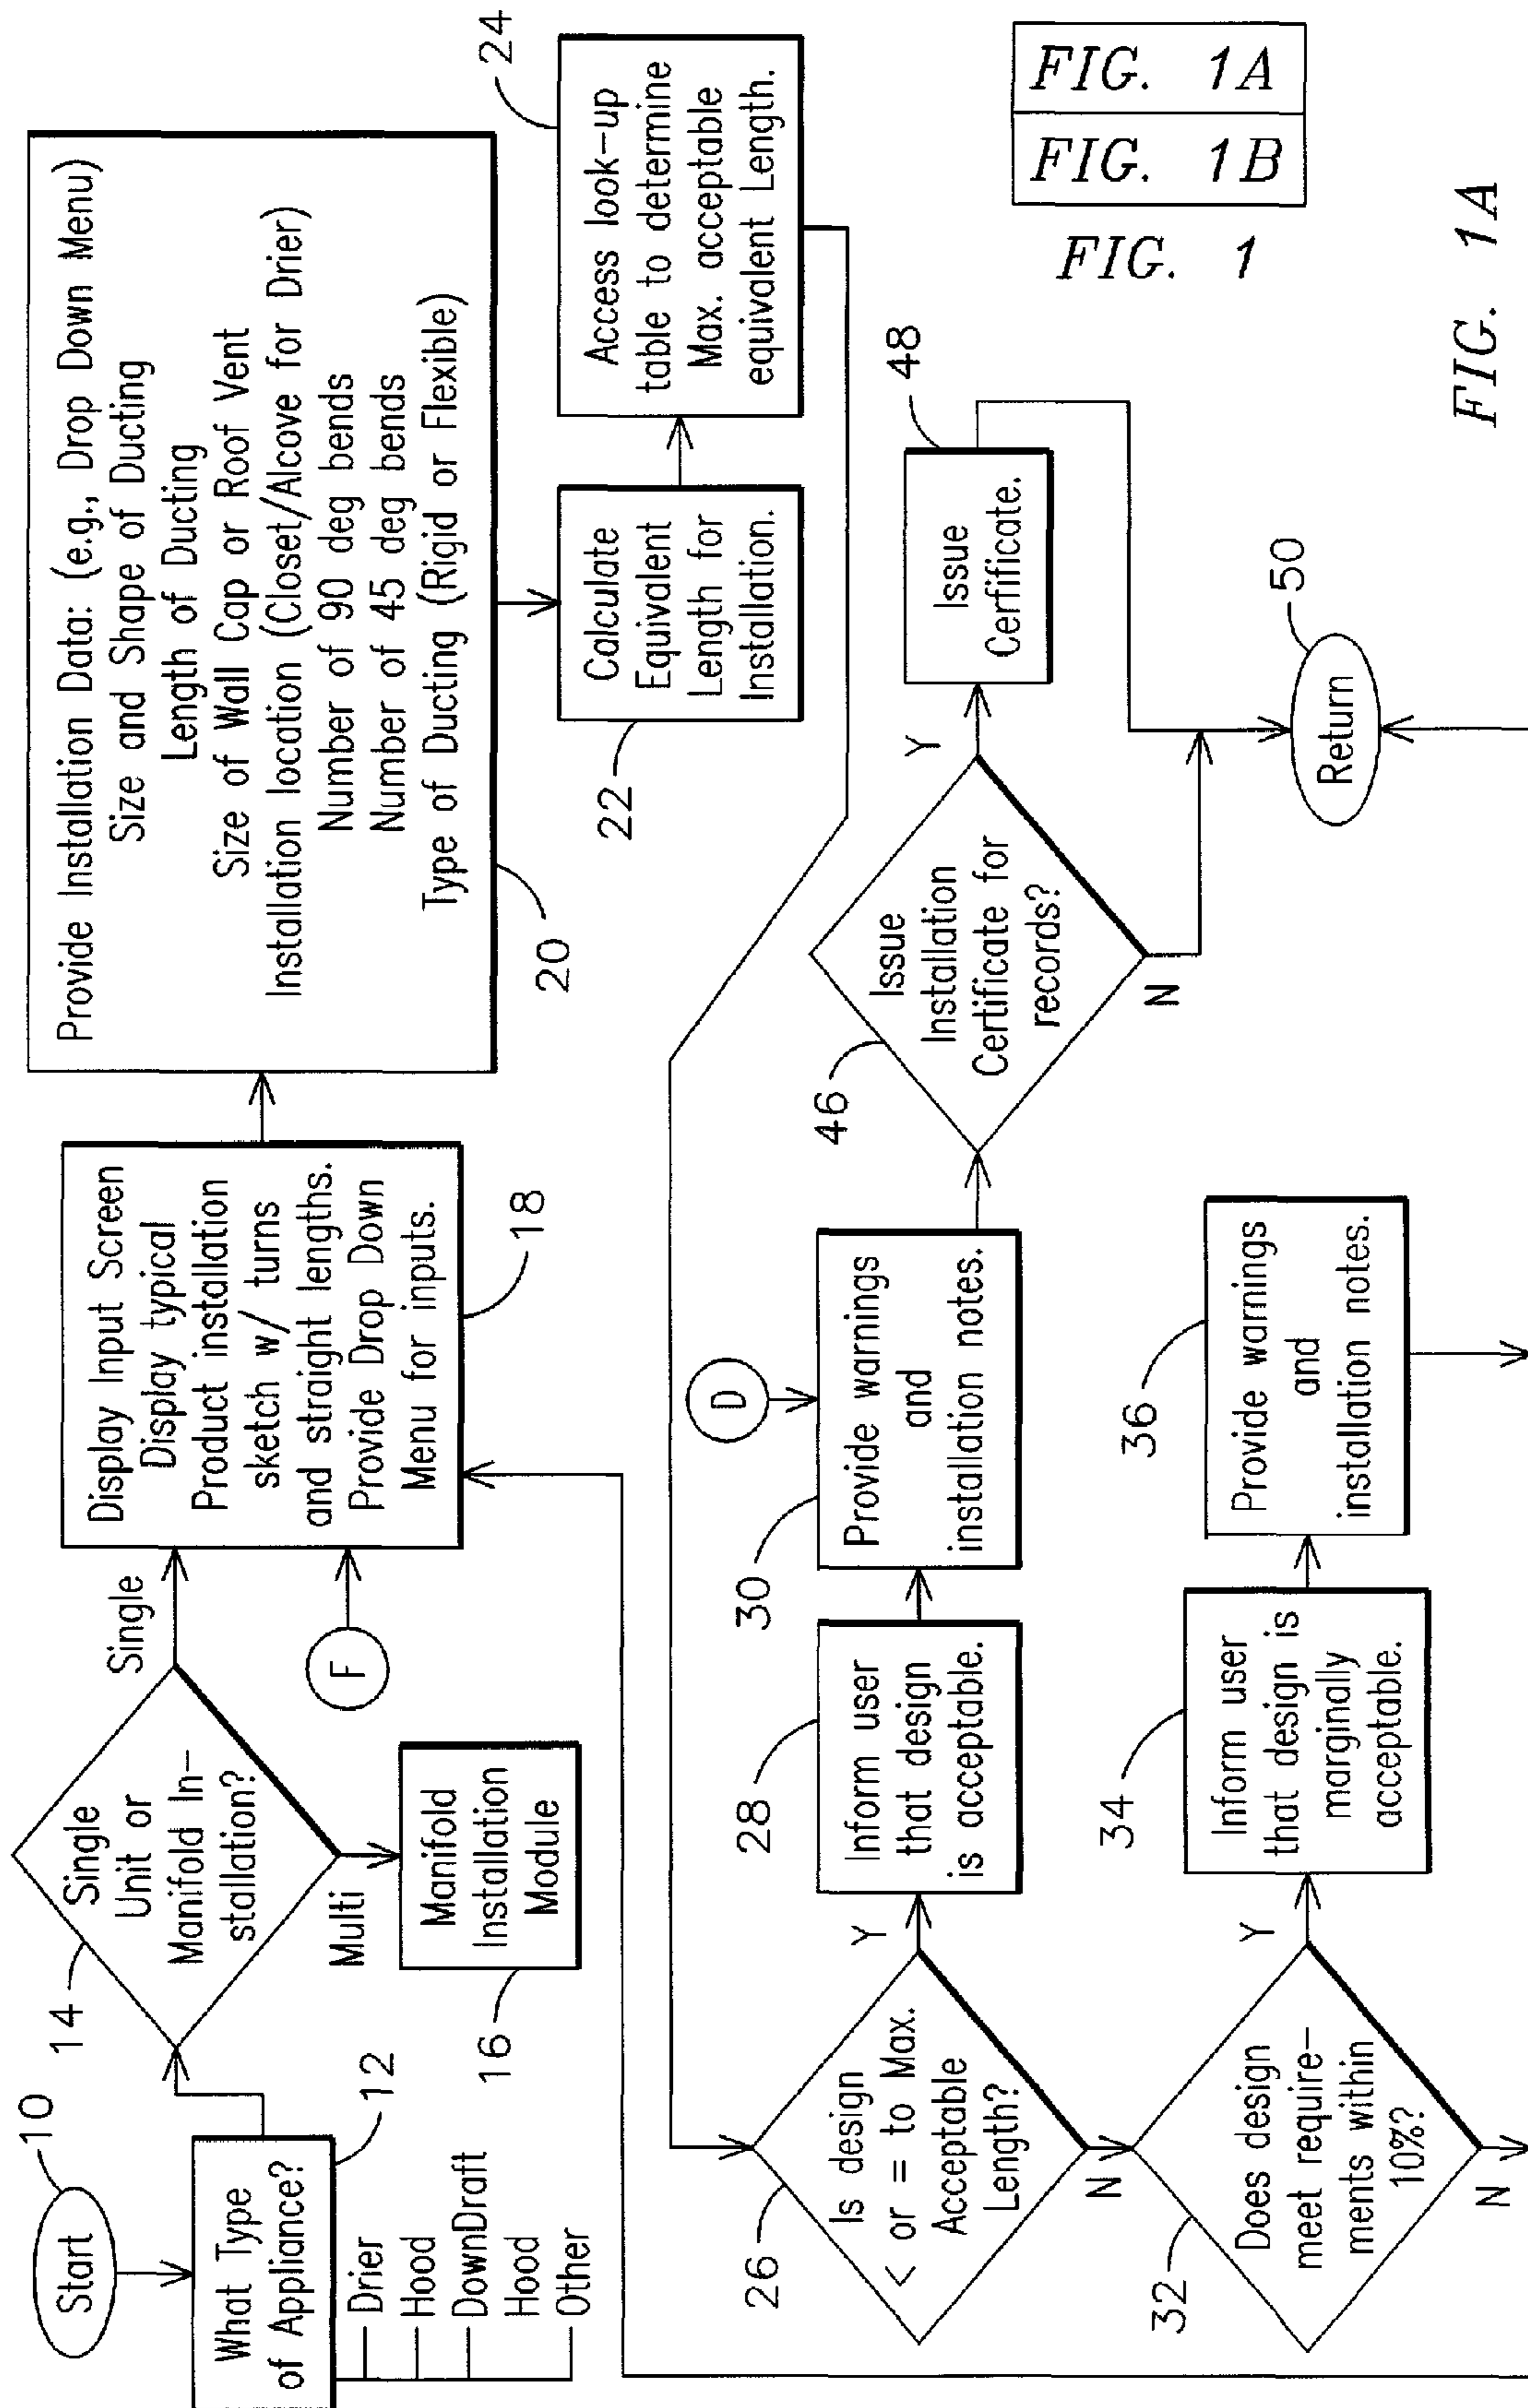 10
Start
What Type
of Appliance?
12
Drier
Hood
DownDraft
Hood
Other
14
Single
Unit or
Manifold In-
stallation?
Single
Multi
16
Manifold
Installation
Module
F
Display Input Screen
Display typical
Product installation
sketch w/ turns
and straight lengths.
Provide Drop Down
Menu for inputs.
18
Provide Installation Data: (e.g., Drop Down Menu)
Size and Shape of Ducting
Length of Ducting
Size of Wall Cap or Roof Vent
Installation location (Closet/Alcove for Drier)
Number of 90 deg bends
Number of 45 deg bends
Type of Ducting (Rigid or Flexible)
20
22
Calculate
Equivalent
Length for
Installation.
24
Access look-up
table to determine
Max. acceptable
equivalent Length.
26
Is design
< or = to Max.
Acceptable
Length?
Y
N
28
Inform user
that design
is acceptable.
D
30
Provide warnings
and
installation notes.
46
Issue
Installation
Certificate for
records?
Y
N
48
Issue
Cerfificate.
50
Return
32
Does design
meet require-
ments within
10%?
Y
N
34
Inform user
that design is
marginally
acceptable.
36
Provide warnings
and
installation notes.
FIG. 1B
FIG. 1A
FIG. 1
FIG. 1A